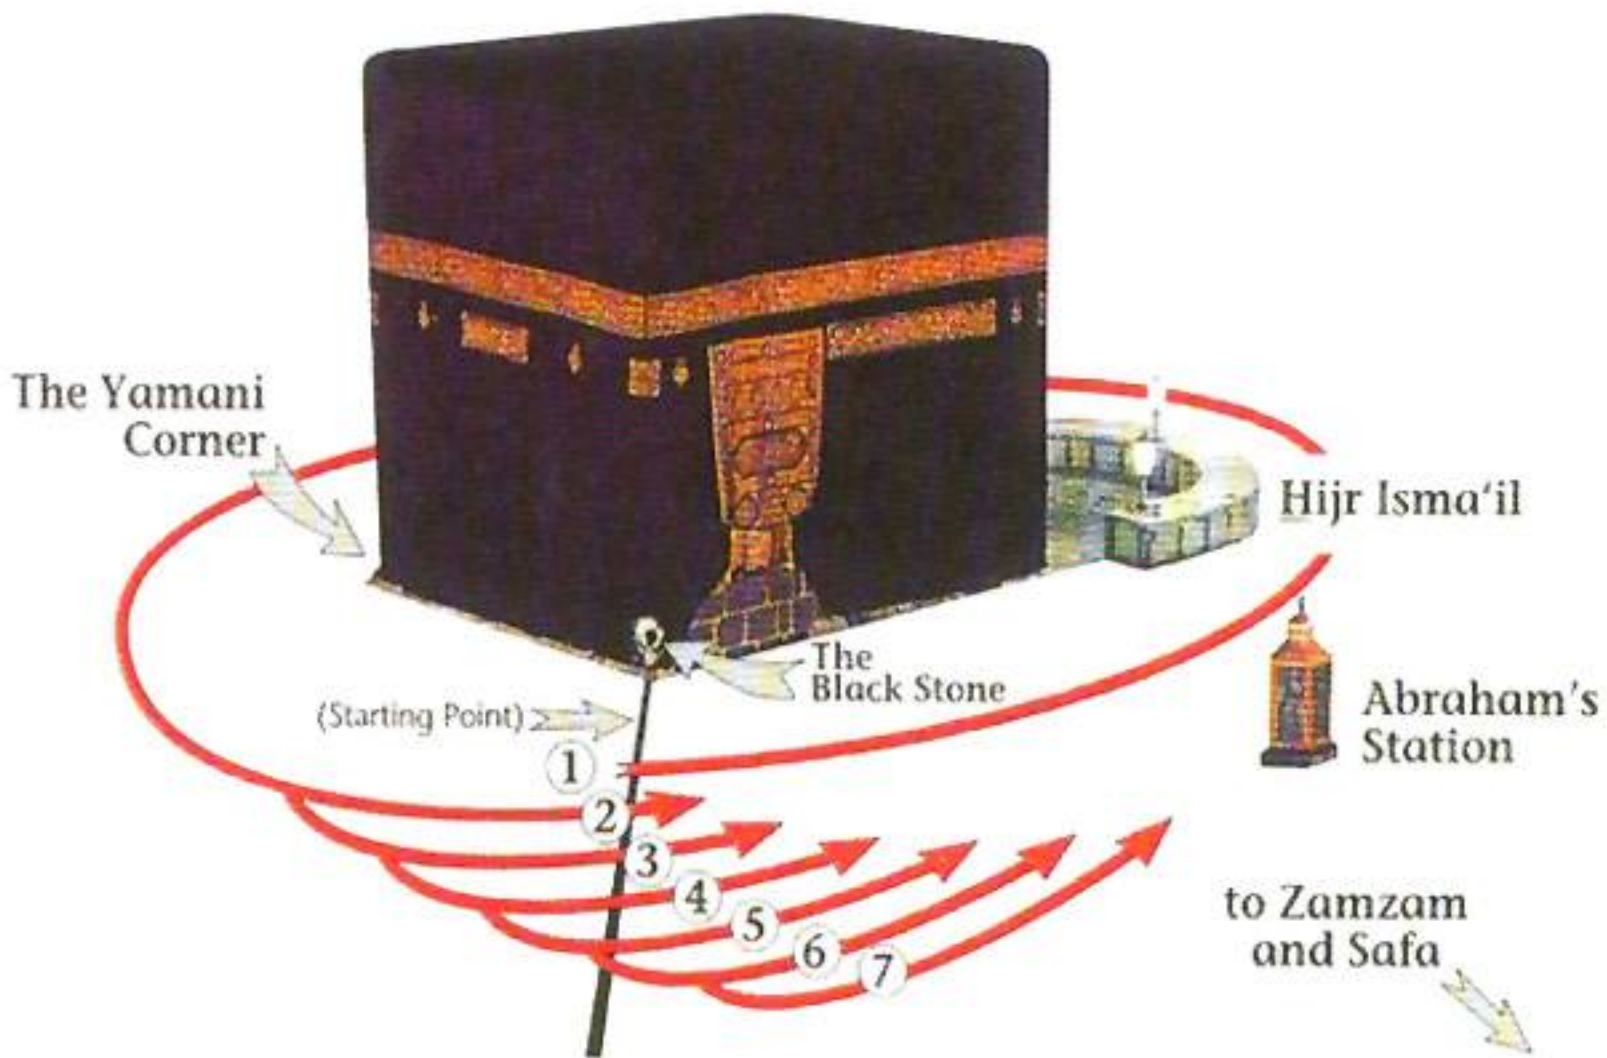 The Yamani
Corner
Hijr Isma'il
The
Black Stone
(Starting Point)
Abraham's
Station
1
2
3
4
5
6
7
to Zamzam
and Safa